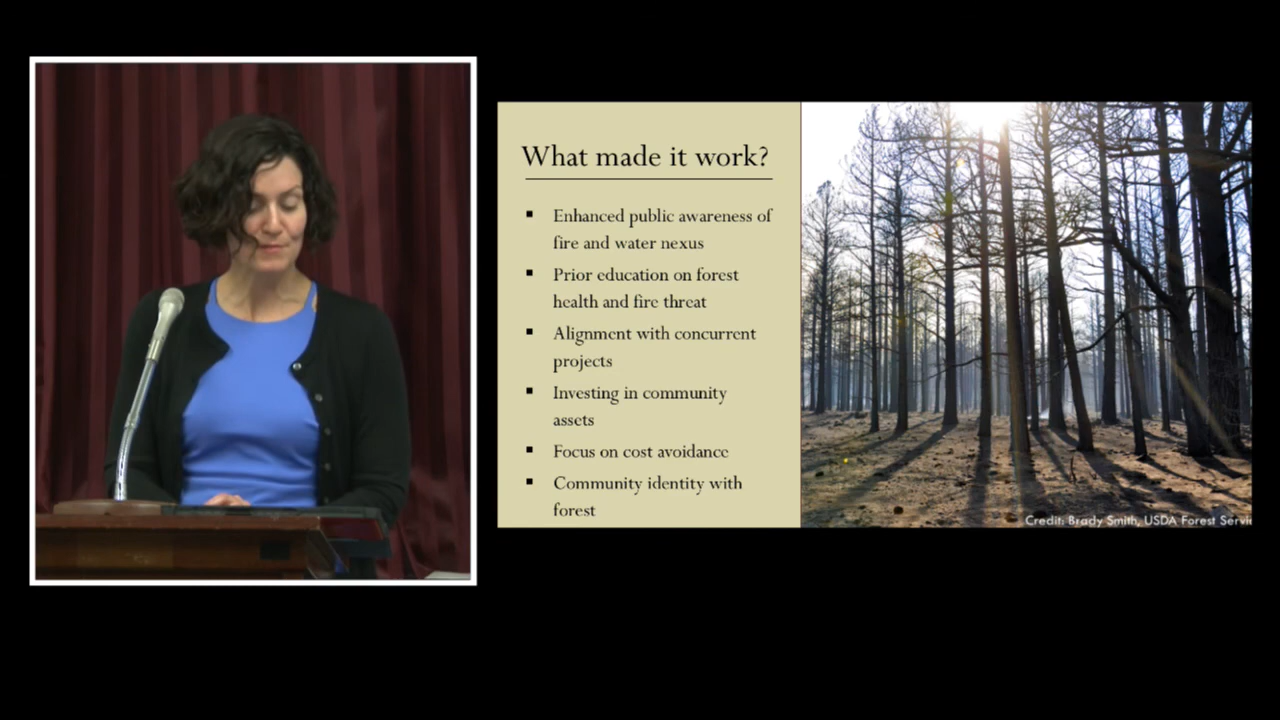 What made it work?
▪ Enhanced public awareness of
fire and water nexus
▪ Prior education on forest
health and fire threat
▪ Alignment with concurrent
projects
▪ Investing in community
assets
▪ Focus on cost avoidance
▪ Community identity with
forest
Credit: Brady Smith, USDA Forest Servi